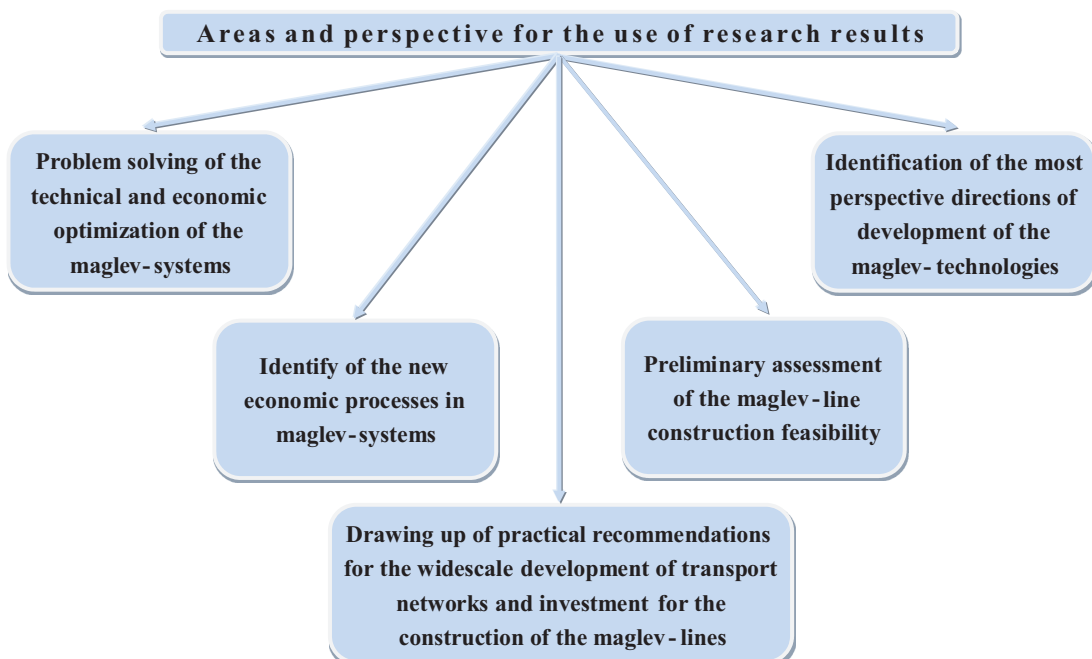 Areas and perspective for the use of research results
Problem solving of the
technical and economic
optimization of the
maglev-systems
Identification of the most
perspective directions of
development of the
maglev- technologies
Identify of the new
economic processes in
maglev-systems
Preliminary assessment
of the maglev-line
construction feasibility
Drawing up of practical recommendations
for the widescale development of transport
networks and investment for the
construction of the maglev-lines